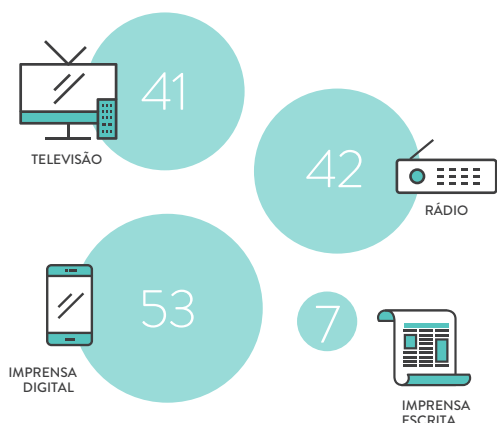 41
TELEVISÃO
42
RÁDIO
53
IMPRENSA
DIGITAL
7
IMPRENSA
ESCRITA